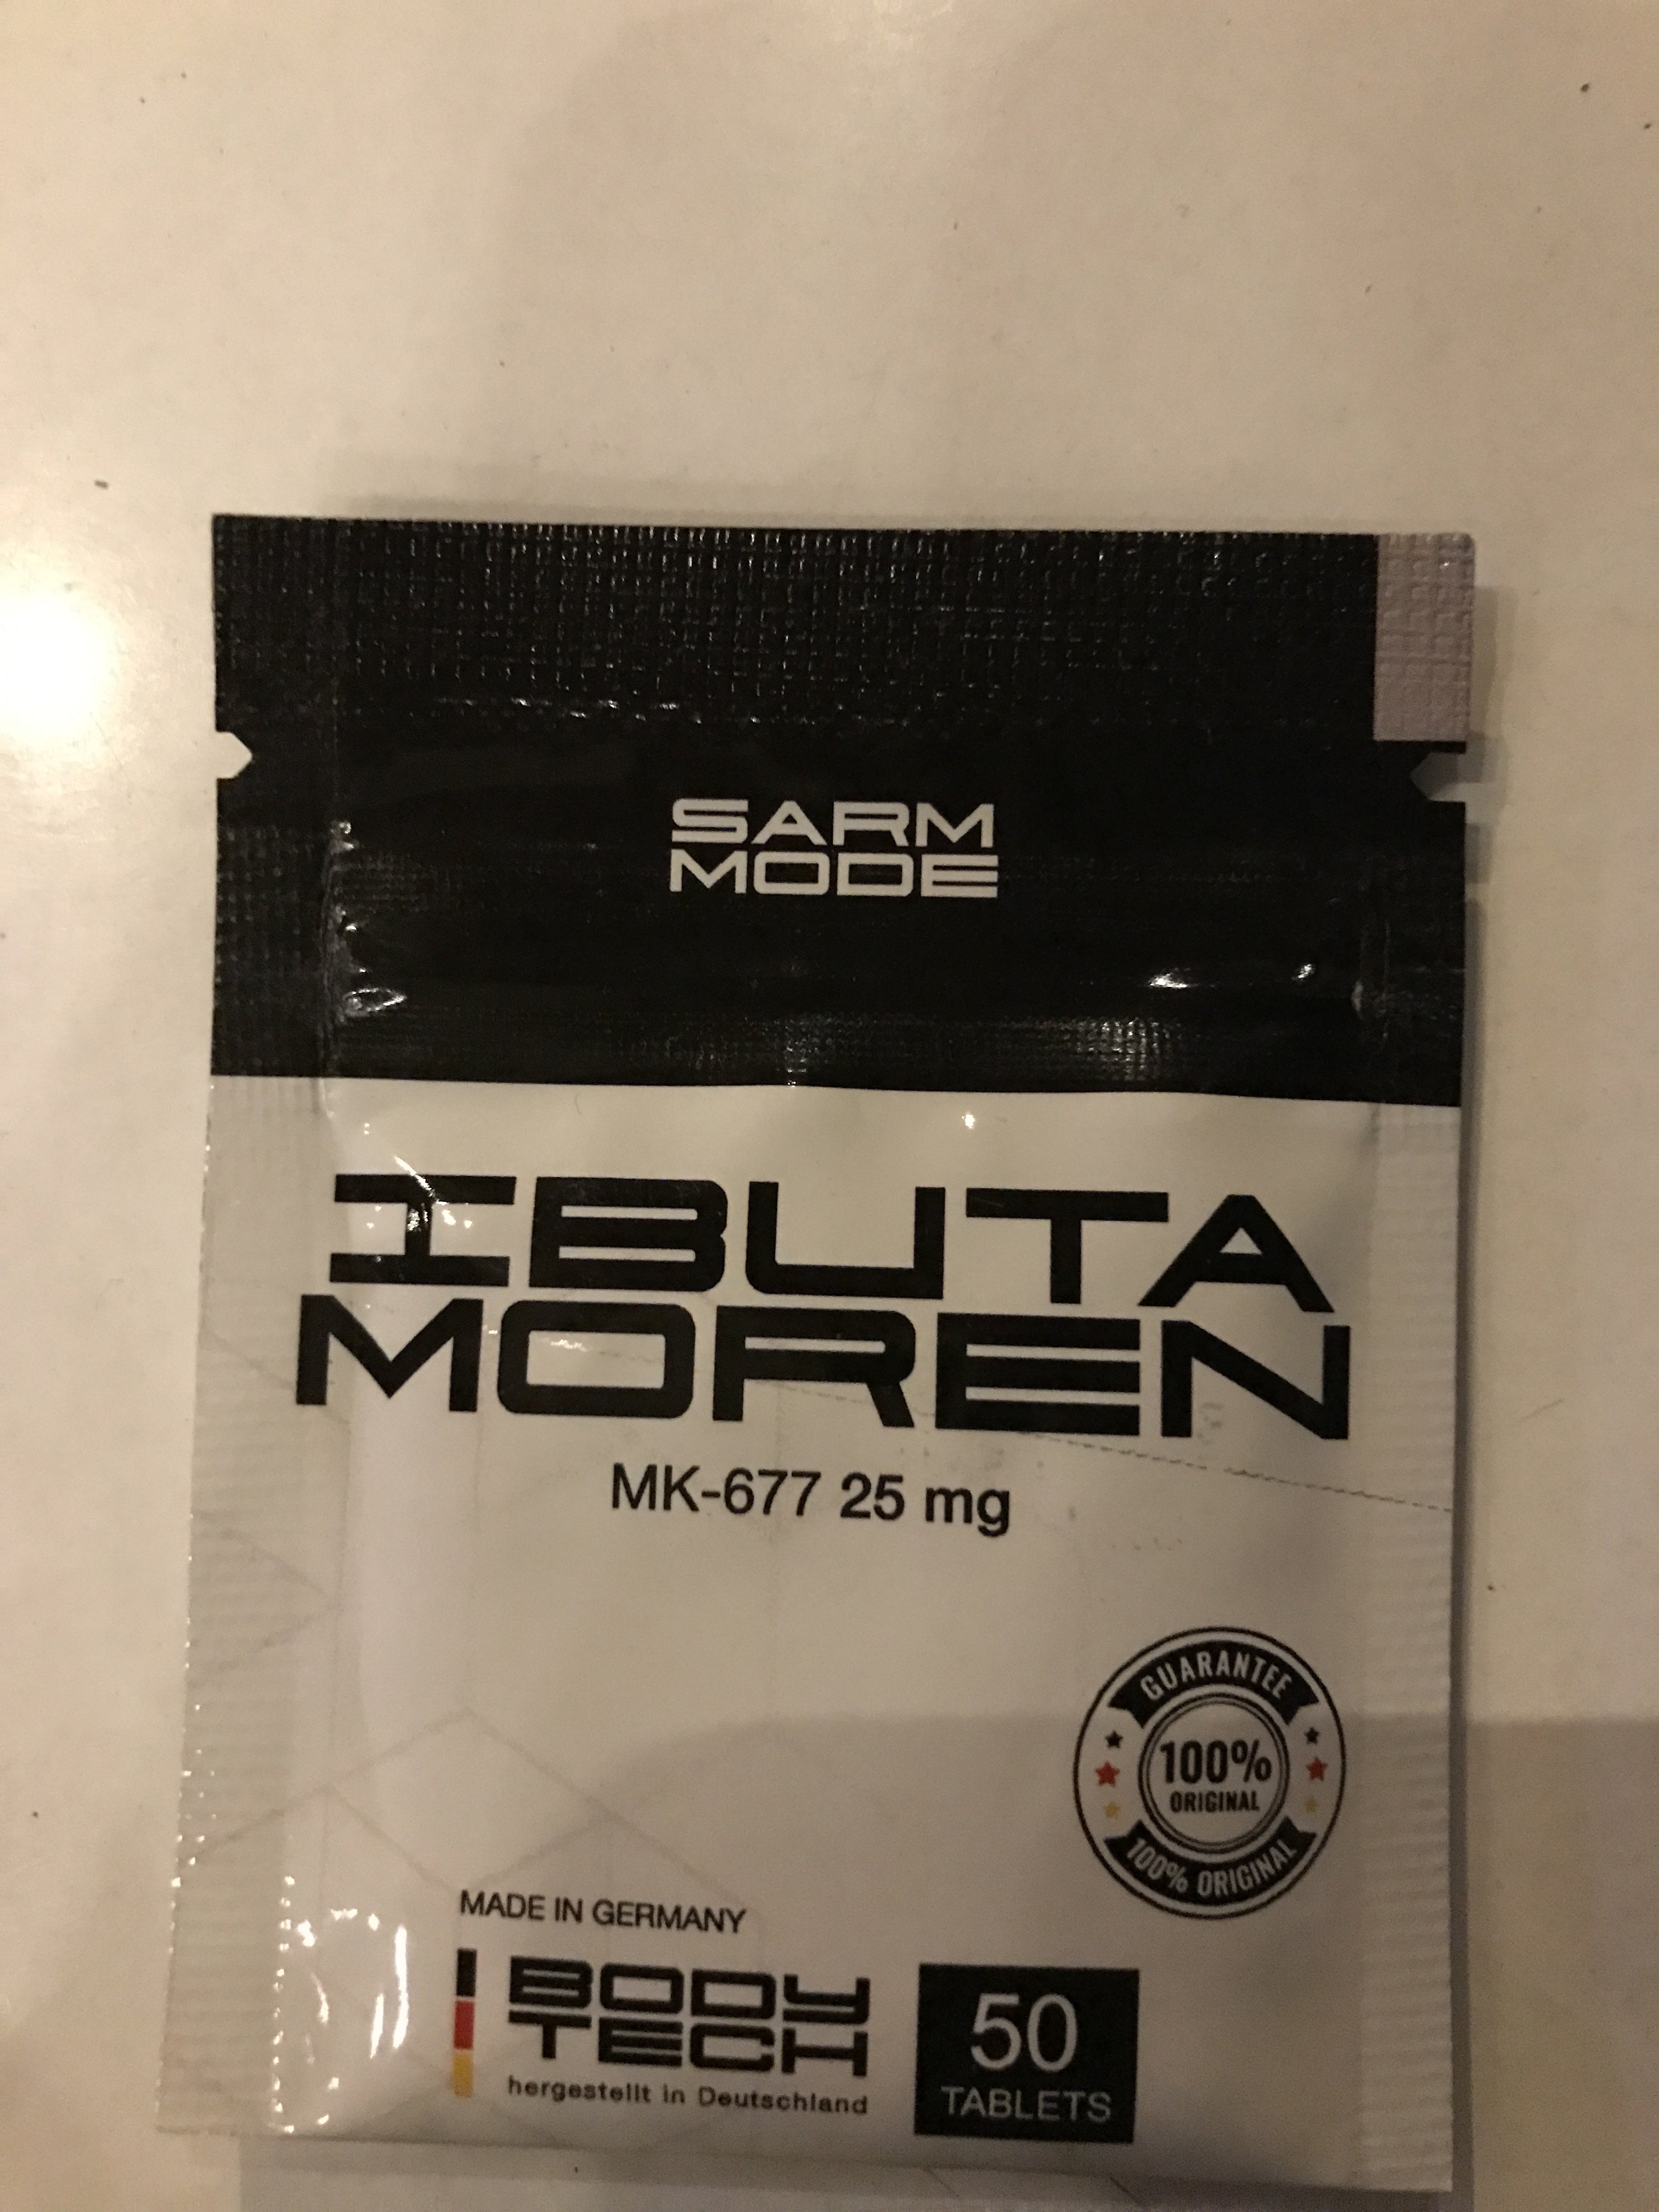 SARM
MODE
IBUTA
MOREN
MK-677 25 mg
GUARANTEE
100%
ORIGINAL
100% ORIGINAL
MADE IN GERMANY
BODY
TECH
hergestellt in Deutschland
50
TABLETS